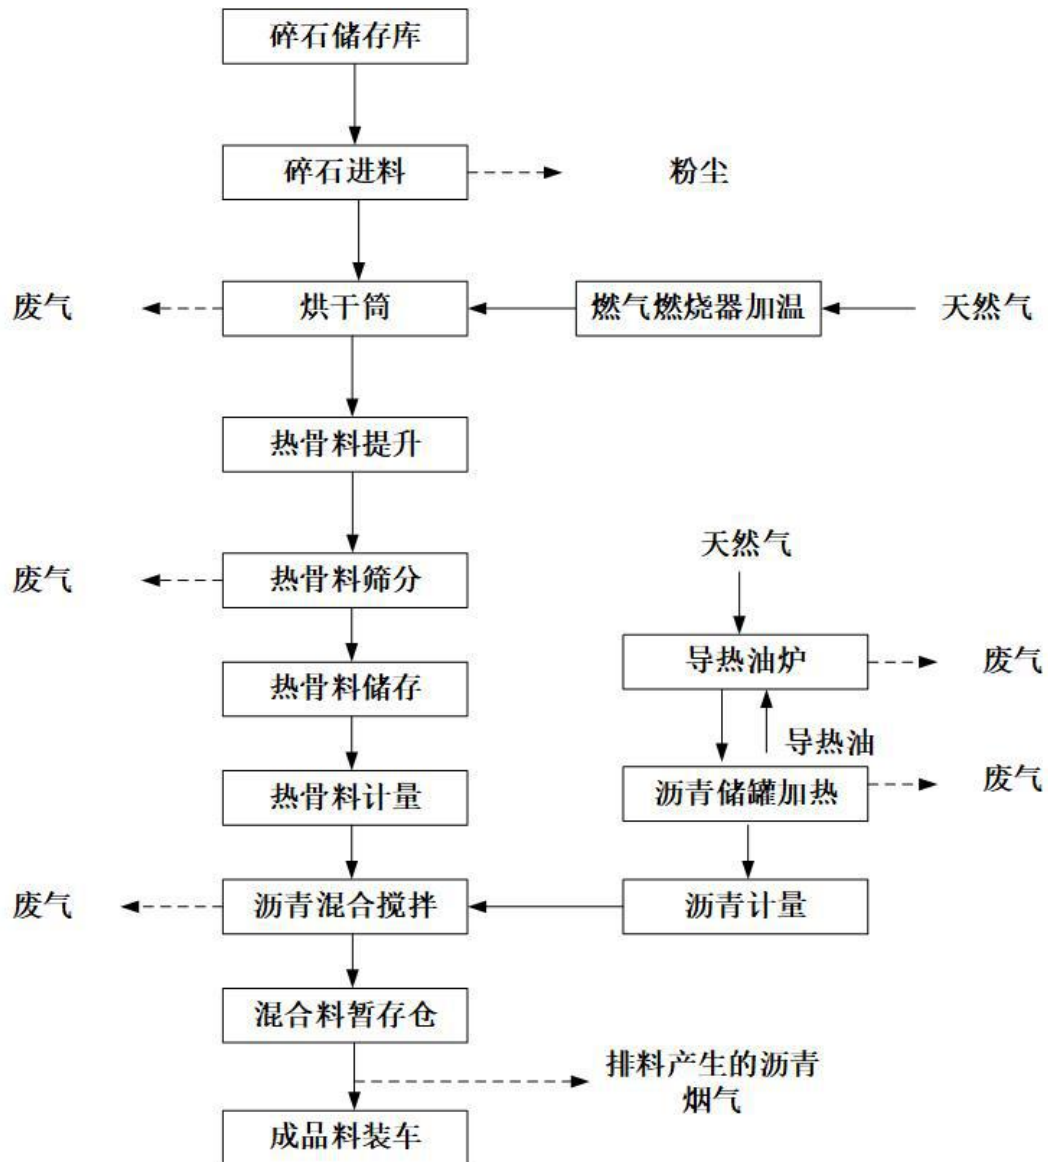 碎石储存库
碎石进料
粉尘
废气
烘干筒
燃气燃烧器加温
天然气
热骨料提升
天然气
废气
热骨料筛分
导热油炉
废气
热骨料储存
导热油
热骨料计量
沥青储罐加热
废气
废气
沥青混合搅拌
沥青计量
混合料暂存仓
排料产生的沥青
烟气
成品料装车